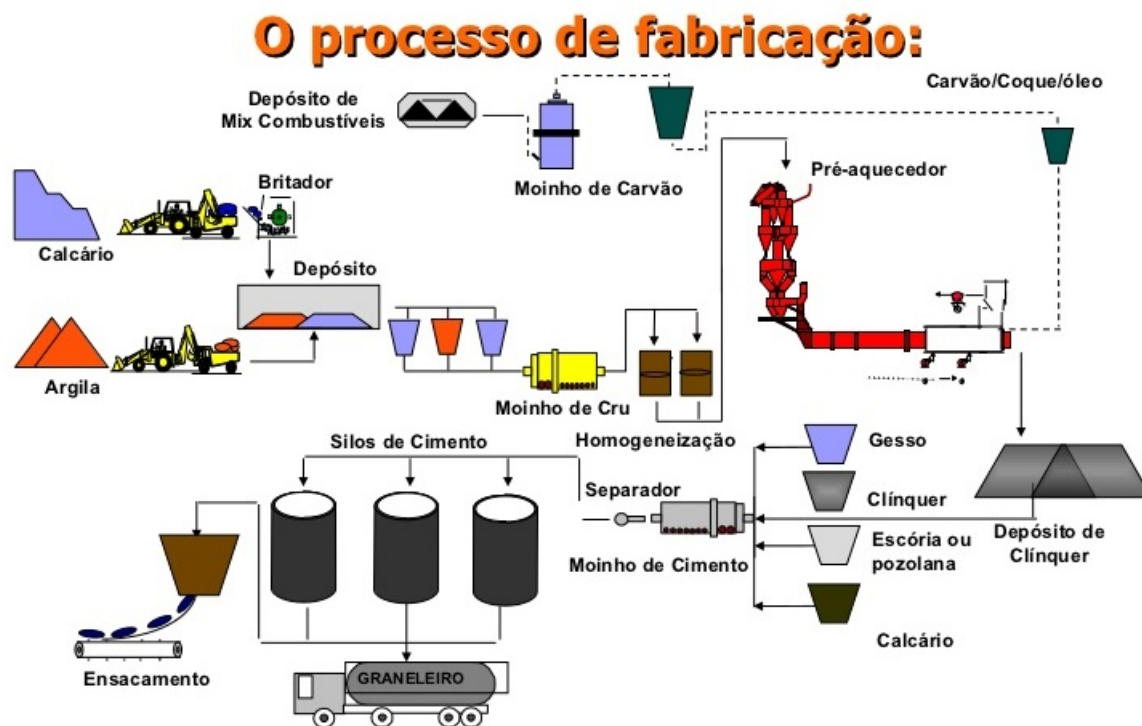 O processo de fabricação:
Carvão/Coque/óleo
Depósito de
Mix Combustíveis
Moinho de Carvão
Pré-aquecedor
Britador
Calcário
Depósito
Argila
Moinho de Cru
Homogeneização
Silos de Cimento
Gesso
Separador
Clínquer
Moinho de Cimento
Escória ou
pozolana
Depósito de
Clínquer
Calcário
Ensacamento
GRANELEIRO